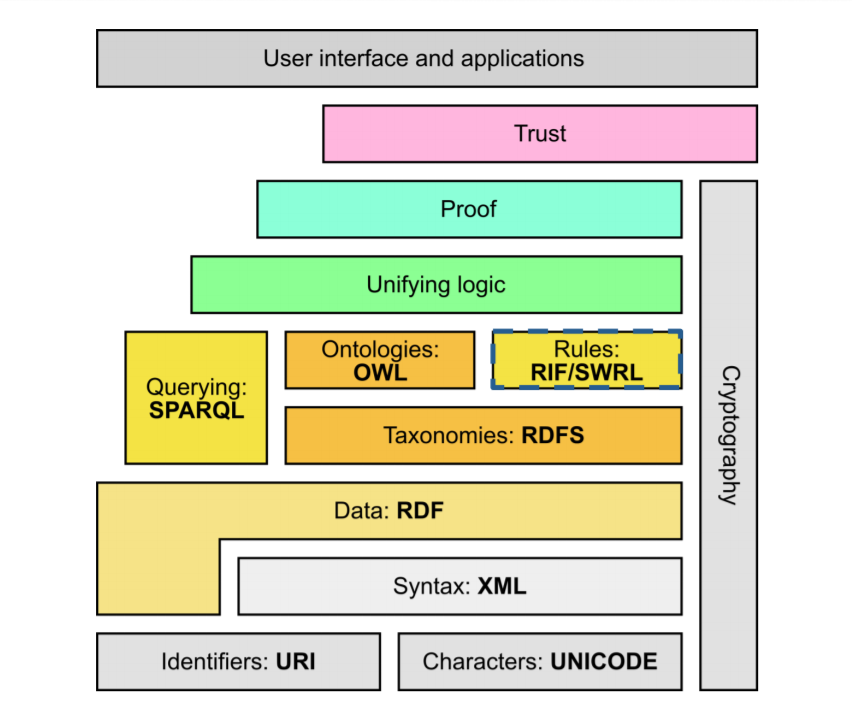 User interface and applications
Trust
Proof
Unifying logic
Ontologies:
OWL
Rules:
RIF/SWRL
Querying:
SPARQL
Taxonomies: RDFS
Cryptography
Data: RDF
Syntax: XML
Identifiers: URI
Characters: UNICODE